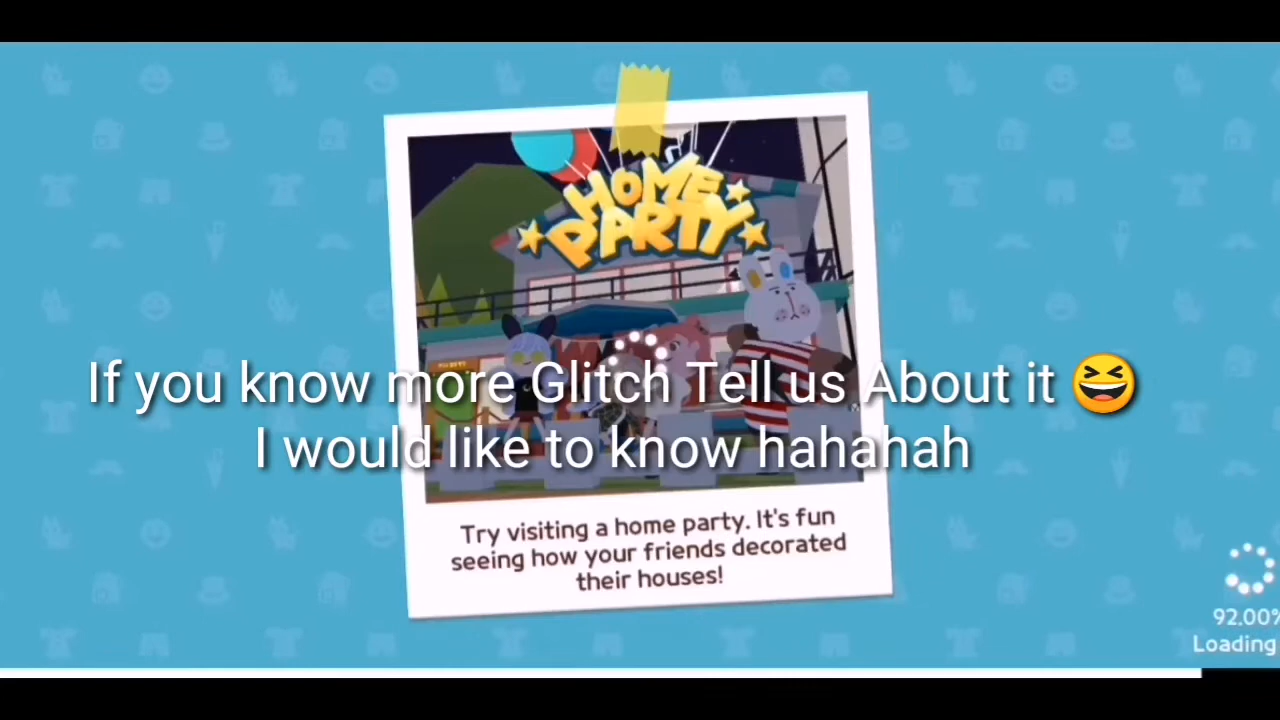 HOME
PARTY
If you know more Glitch Tell us About it 😆
I would like to know hahahah
Try visiting a home party. It's fun
seeing how your friends decorated
their houses!
92.00%
Loading